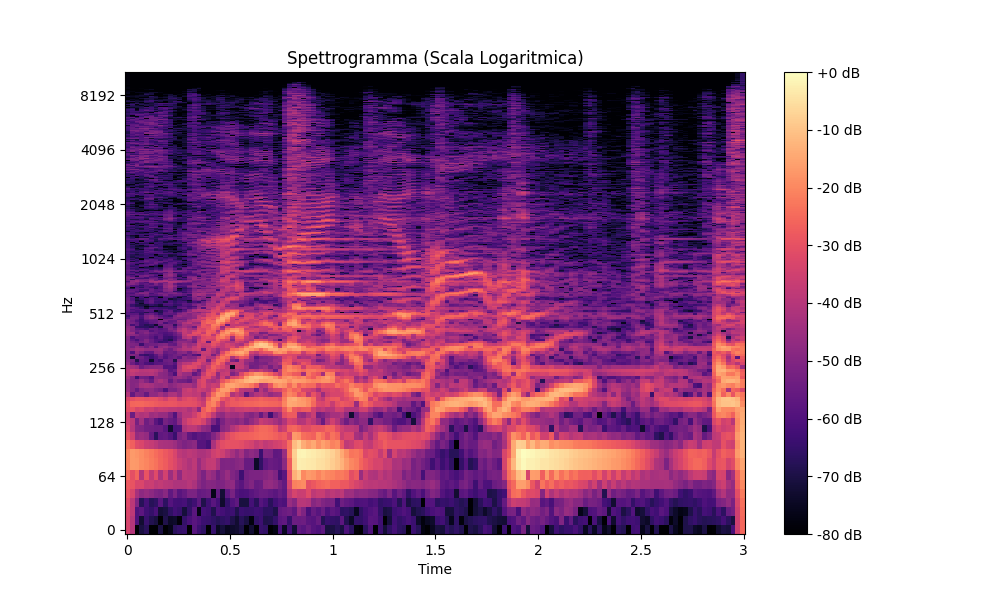 Spettrogramma (Scala Logaritmica)
Hz
8192
4096
2048
1024
512
256
128
64
0
0 0.5 1 1.5 2 2.5 3
Time
+0 dB
-10 dB
-20 dB
-30 dB
-40 dB
-50 dB
-60 dB
-70 dB
-80 dB